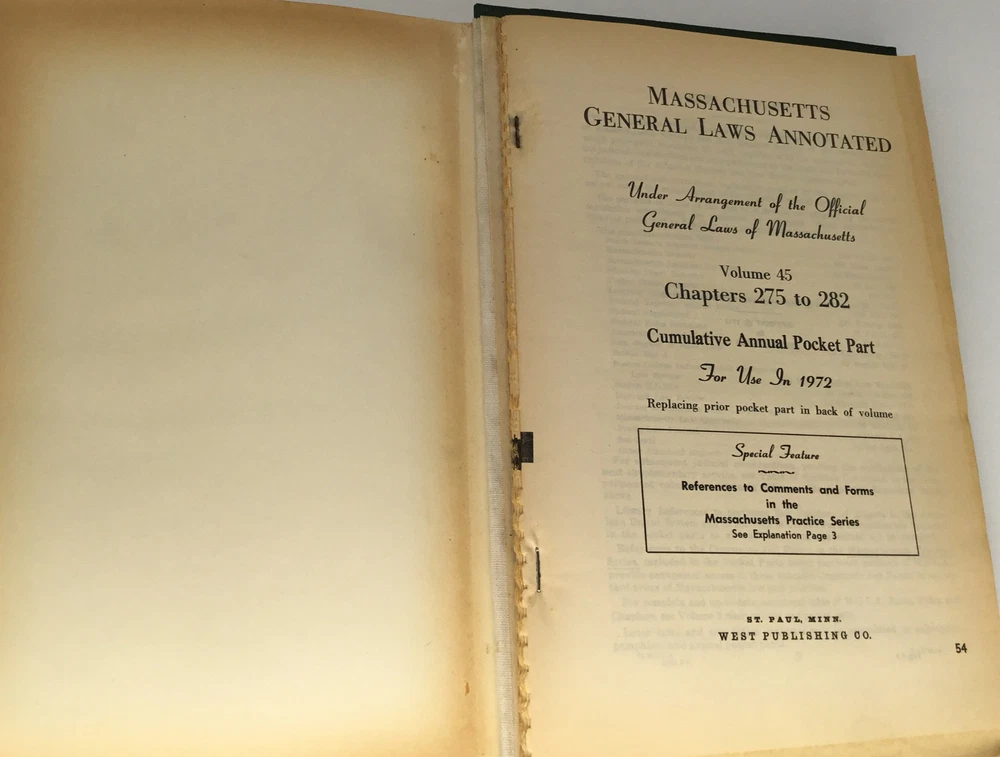 MASSACHUSETTS
GENERAL LAWS ANNOTATED
Under Arrangement of the Official
General Laws of Massachusetts
Volume 45
Chapters 275 to 282
Cumulative Annual Pocket Part
For Use In 1972
Replacing prior pocket part in back of volume
Special Feature
References to Comments and Forms
in the
Massachusetts Practice Series
See Explanation Page 3
ST. PAUL, MINN.
WEST PUBLISHING CO.
54